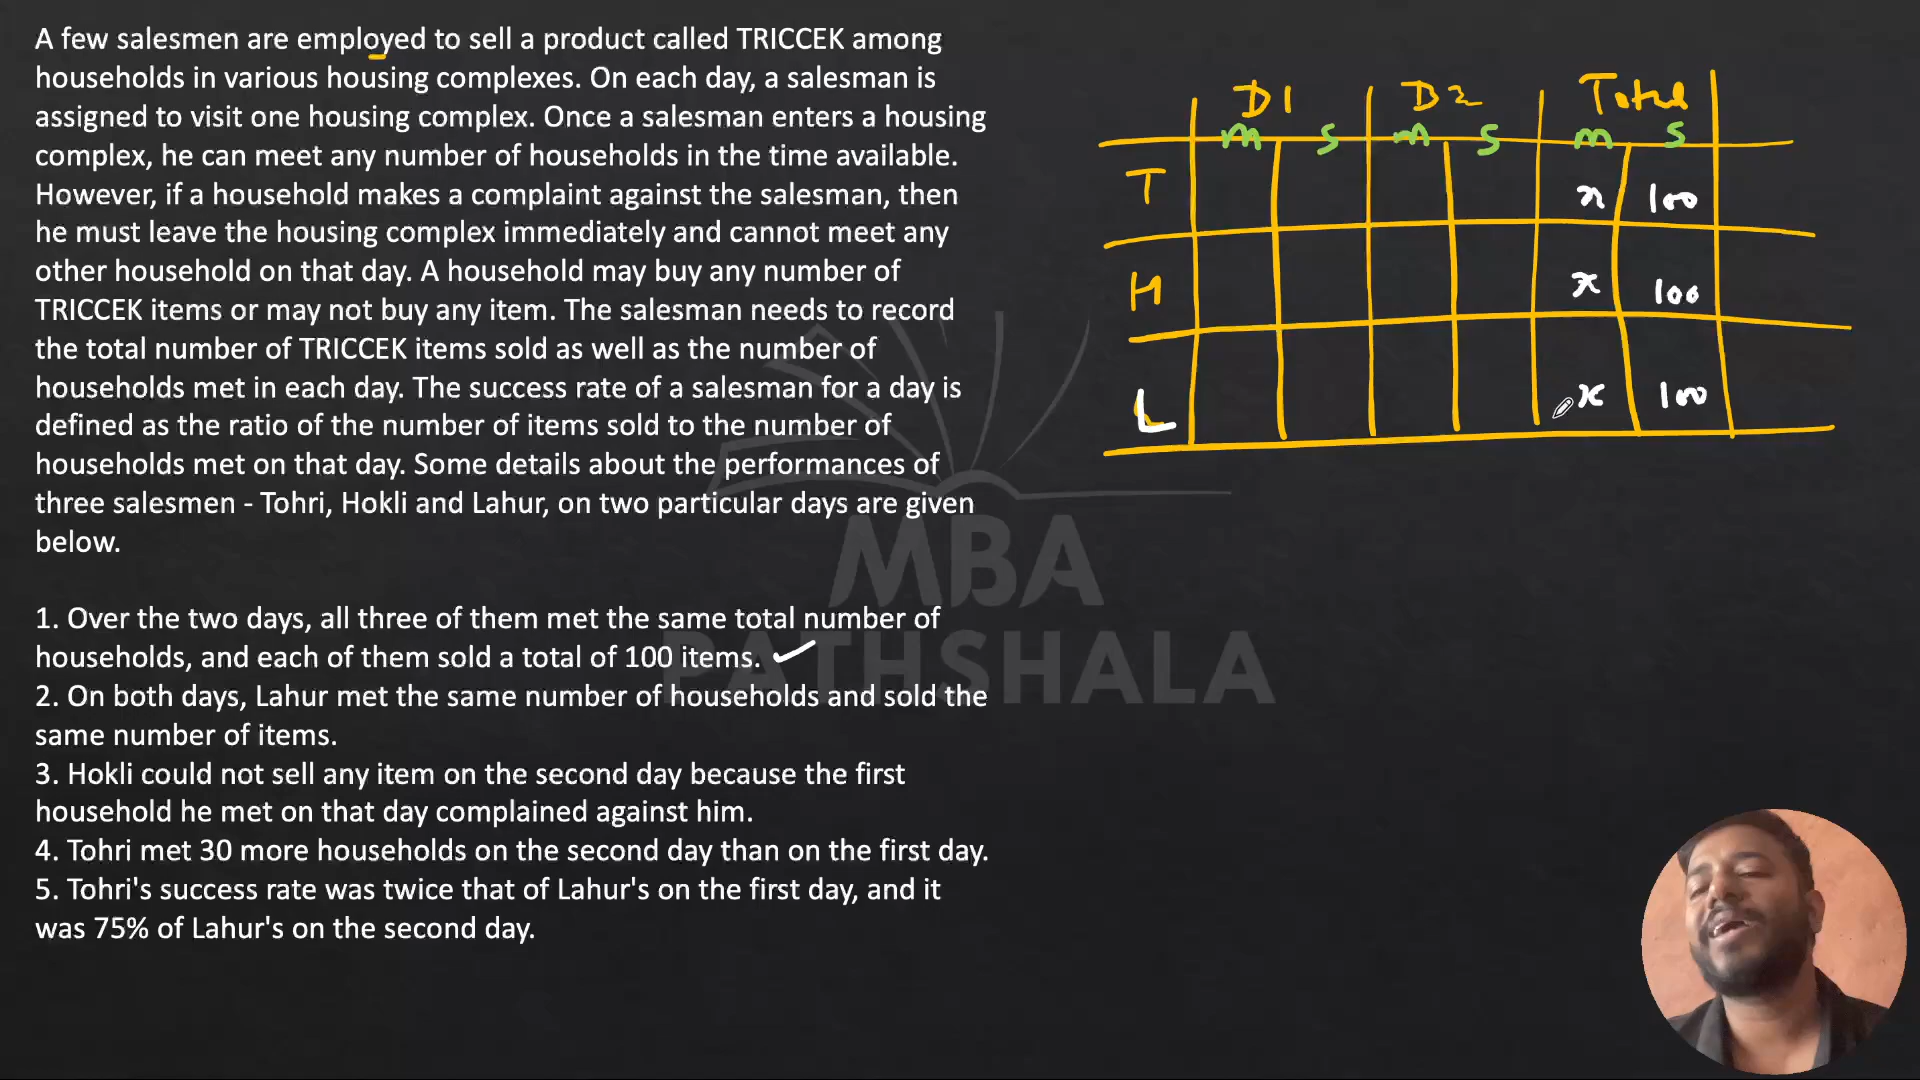 A few salesmen are employed to sell a product called TRICCEK among
households in various housing complexes. On each day, a salesman is
assigned to visit one housing complex. Once a salesman enters a housing
complex, he can meet any number of households in the time available.
However, if a household makes a complaint against the salesman, then
he must leave the housing complex immediately and cannot meet any
other household on that day. A household may buy any number of
TRICCEK items or may not buy any item. The salesman needs to record
the total number of TRICCEK items sold as well as the number of
households met in each day. The success rate of a salesman for a day is
defined as the ratio of the number of items sold to the number of
households met on that day. Some details about the performances of
three salesmen - Tohri, Hokli and Lahur, on two particular days are given
below.
1. Over the two days, all three of them met the same total number of
households, and each of them sold a total of 100 items.
2. On both days, Lahur met the same number of households and sold the
same number of items.
3. Hokli could not sell any item on the second day because the first
household he met on that day complained against him.
4. Tohri met 30 more households on the second day than on the first day.
5. Tohri's success rate was twice that of Lahur's on the first day, and it
was 75% of Lahur's on the second day.
D1 D2 Total
m s m s m s
T x 100
H x 100
L x 100
MBA
PATHSHALA